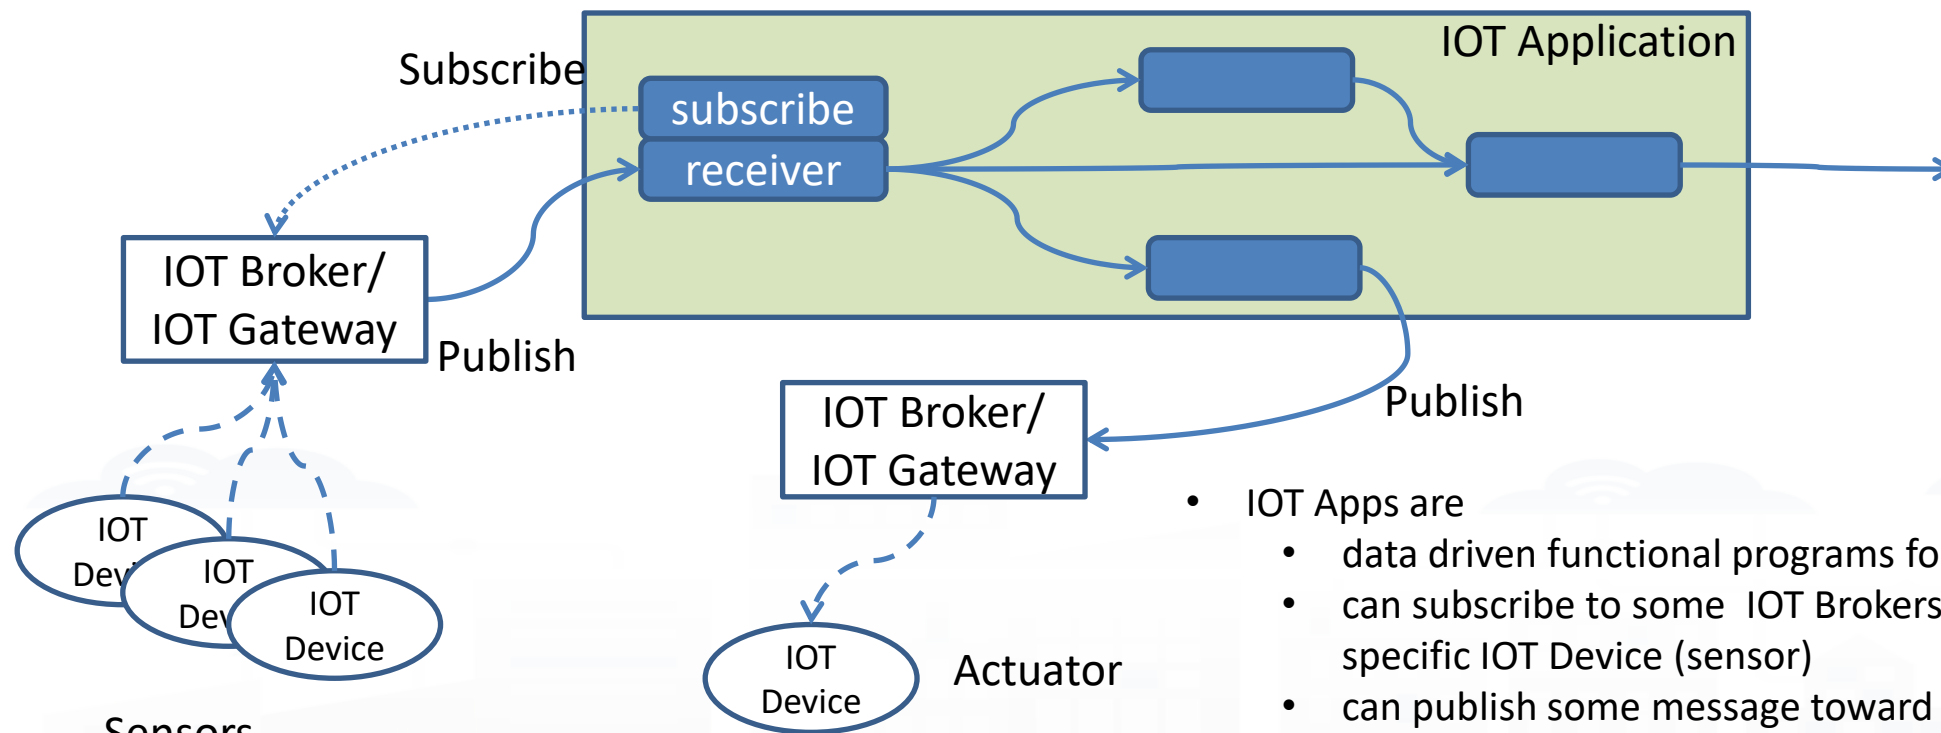 IOT Application
Subscribe
subscribe
receiver
IOT Broker/
IOT Gateway
Publish
IOT Broker/
IOT Gateway
Publish
IOT
IOT
IOT
Device
Sensors
IOT
Device
Actuator
• IOT Apps are
• data driven functional programs fo
• can subscribe to some IOT Brokers
specific IOT Device (sensor)
• can publish some message toward